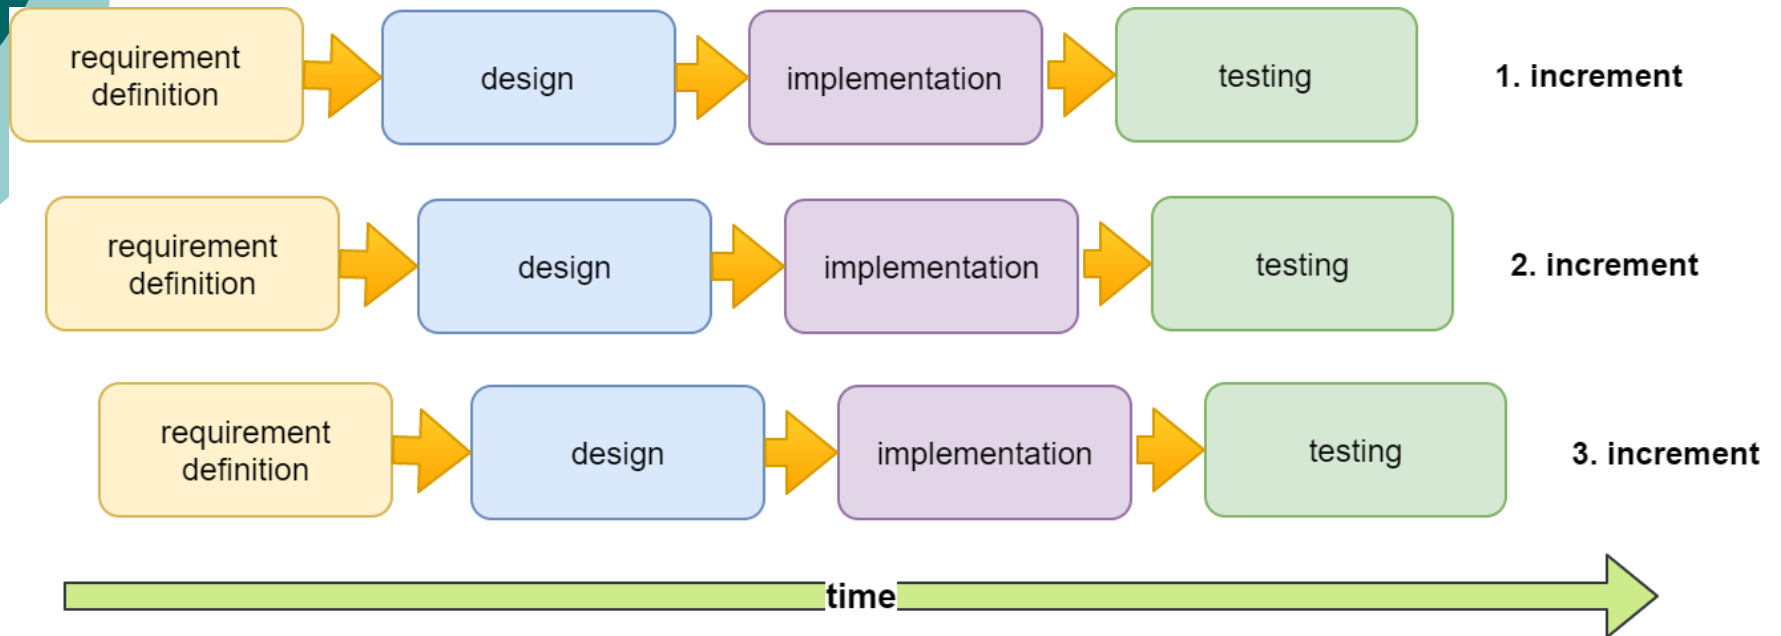 requirement
definition
design
implementation
testing
1. increment
requirement
definition
design
implementation
testing
2. increment
requirement
definition
design
implementation
testing
3. increment
time